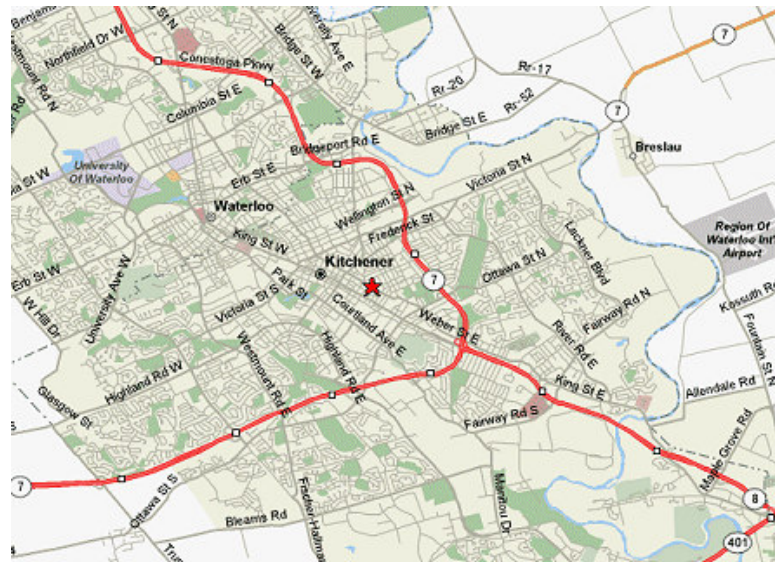 Benjam
Northfield Dr W
Westmount Rd N
University Ave E
Bridge St W
Conestoga Pkwy
Columbia St E
Rr-20
Rr-17
Rr-52
7
7
Bridge St E
Breslau
Bridgeport Rd E
University
Of Waterloo
Erb St E
Victoria St N
Wellington St N
Waterloo
Frederick St
King St W
Kitchener
Lackner Blvd
Region Of
Waterloo Int'l
Airport
Ottawa St N
Erb St W
University Ave W
Park St
7
Fairway Rd N
Kossuth Rd
W Hill Dr
Victoria St S
Courtland Ave E
Weber St E
River Rd E
Fountain St N
Highland Rd W
Westmount Rd E
Highland Rd E
King St E
Allendale Rd
Glasgow St
Fairway Rd S
Maple Grove Rd
7
Ottawa St S
Manitou Dr
8
Bleams Rd
Fischer-Hallman
401